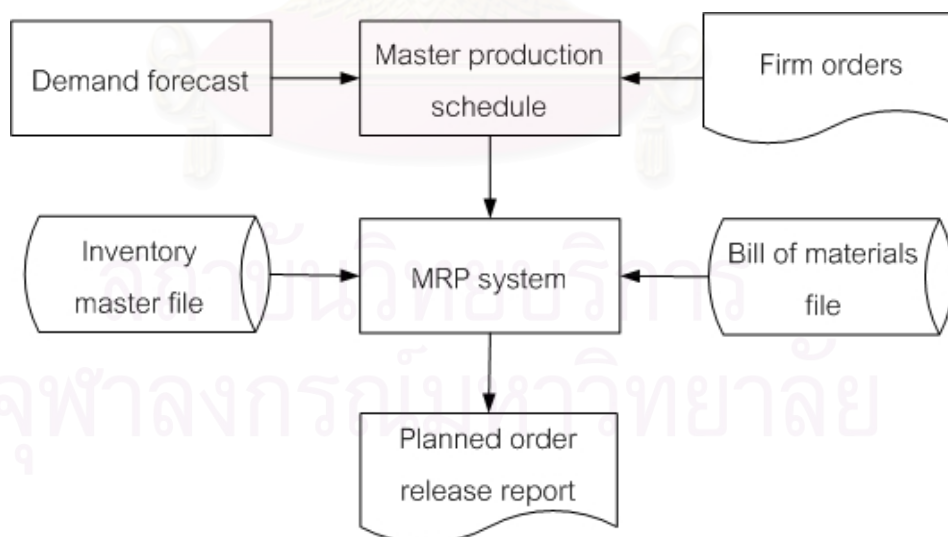 Demand forecast
Master production
schedule
Firm orders
Inventory
master file
MRP system
Bill of materials
file
Planned order
release report
สถาบันวิทยบริการ
จุฬาลงกรณ์มหาวิทยาลัย